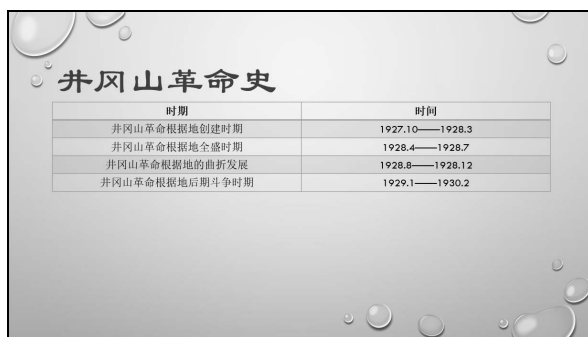 井冈山革命史
时期 时间
井冈山革命根据地创建时期 1927.10——1928.3
井冈山革命根据地全盛时期 1928.4——1928.7
井冈山革命根据地的曲折发展 1928.8——1928.12
井冈山革命根据地后期斗争时期 1929.1——1930.2